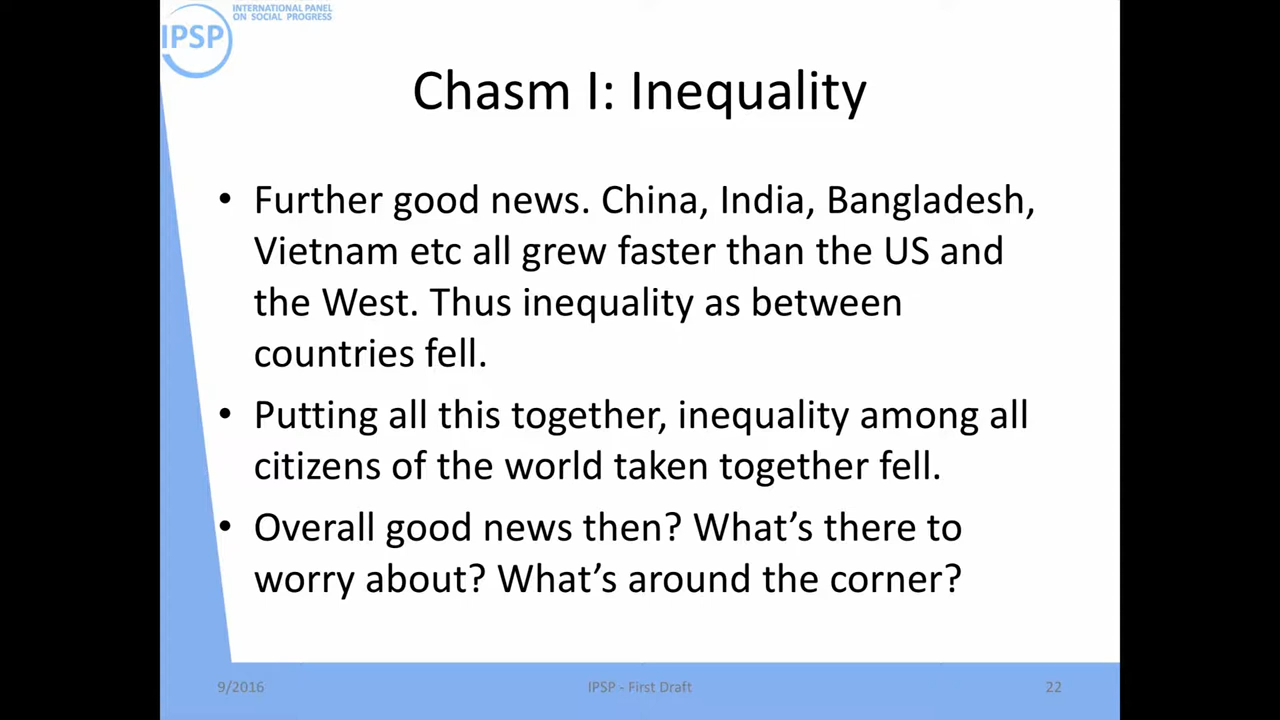 INTERNATIONAL PANEL
ON SOCIAL PROGRESS
IPSP
Chasm I: Inequality
• Further good news. China, India, Bangladesh,
Vietnam etc all grew faster than the US and
the West. Thus inequality as between
countries fell.
• Putting all this together, inequality among all
citizens of the world taken together fell.
• Overall good news then? What’s there to
worry about? What’s around the corner?
9/2016
IPSP - First Draft
22